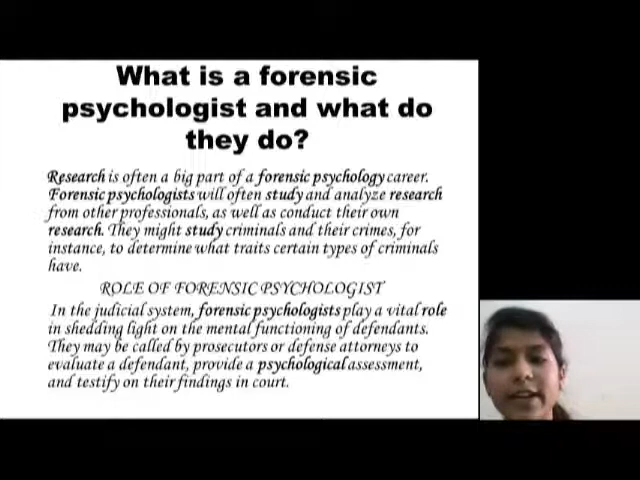 What is a forensic
psychologist and what do
they do?
Research is often a big part of a forensic psychology career.
Forensic psychologists will often study and analyze research
from other professionals, as well as conduct their own
research. They might study criminals and their crimes, for
instance, to determine what traits certain types of criminals
have.
ROLE OF FORENSIC PSYCHOLOGIST
In the judicial system, forensic psychologists play a vital role
in shedding light on the mental functioning of defendants.
They may be called by prosecutors or defense attorneys to
evaluate a defendant, provide a psychological assessment,
and testify on their findings in court.